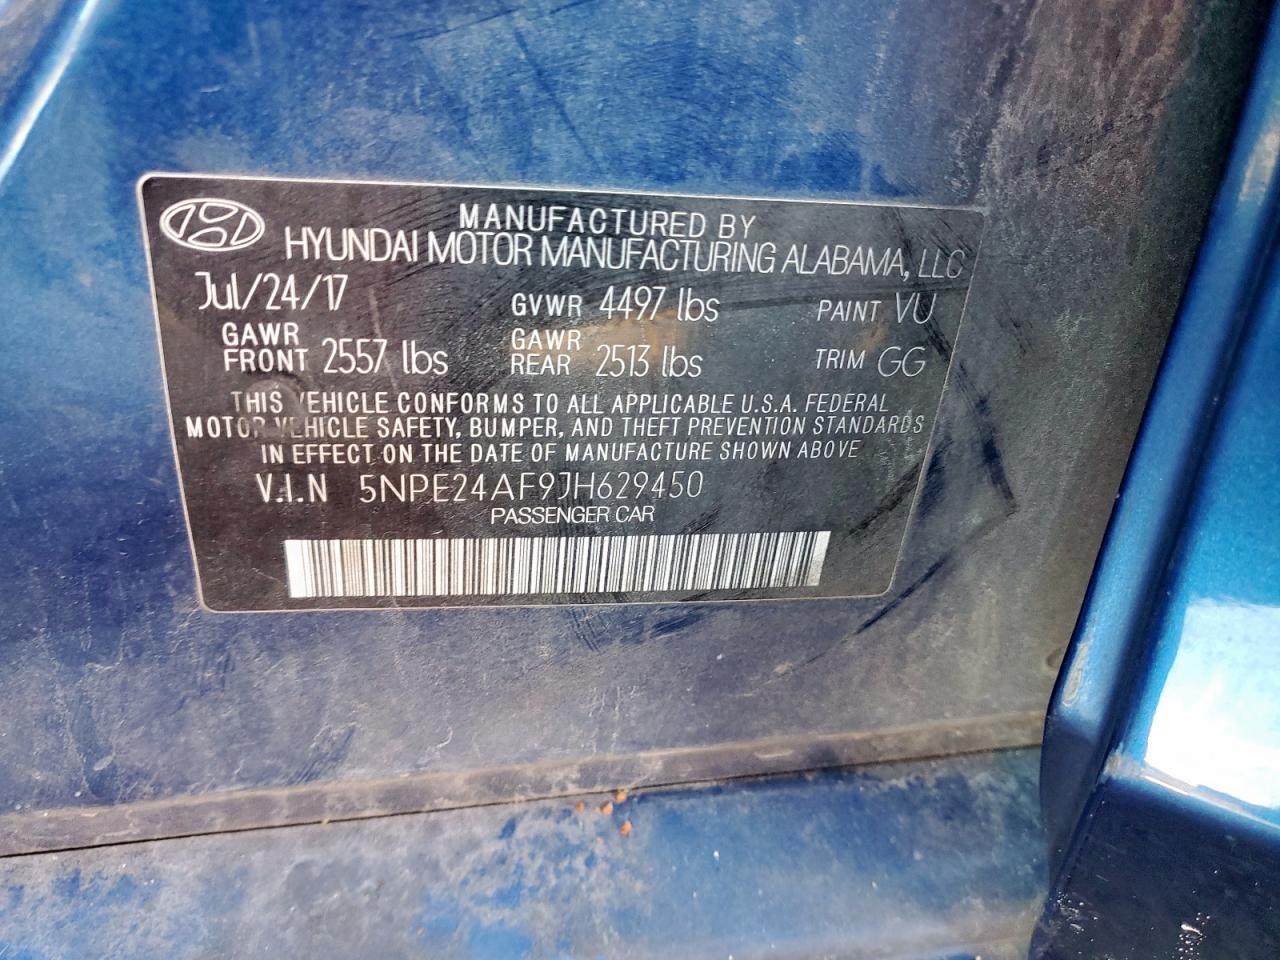 MANUFACTURED BY
HYUNDAI MOTOR MANUFACTURING ALABAMA, LLC
Jul/24/17 GVWR 4497 lbs PAINT VU
GAWR FRONT 2557 lbs GAWR REAR 2513 lbs TRIM GG
THIS VEHICLE CONFORMS TO ALL APPLICABLE U.S.A. FEDERAL
MOTOR VEHICLE SAFETY, BUMPER, AND THEFT PREVENTION STANDARDS
IN EFFECT ON THE DATE OF MANUFACTURE SHOWN ABOVE
V.I.N 5NPE24AF9JH629450
PASSENGER CAR